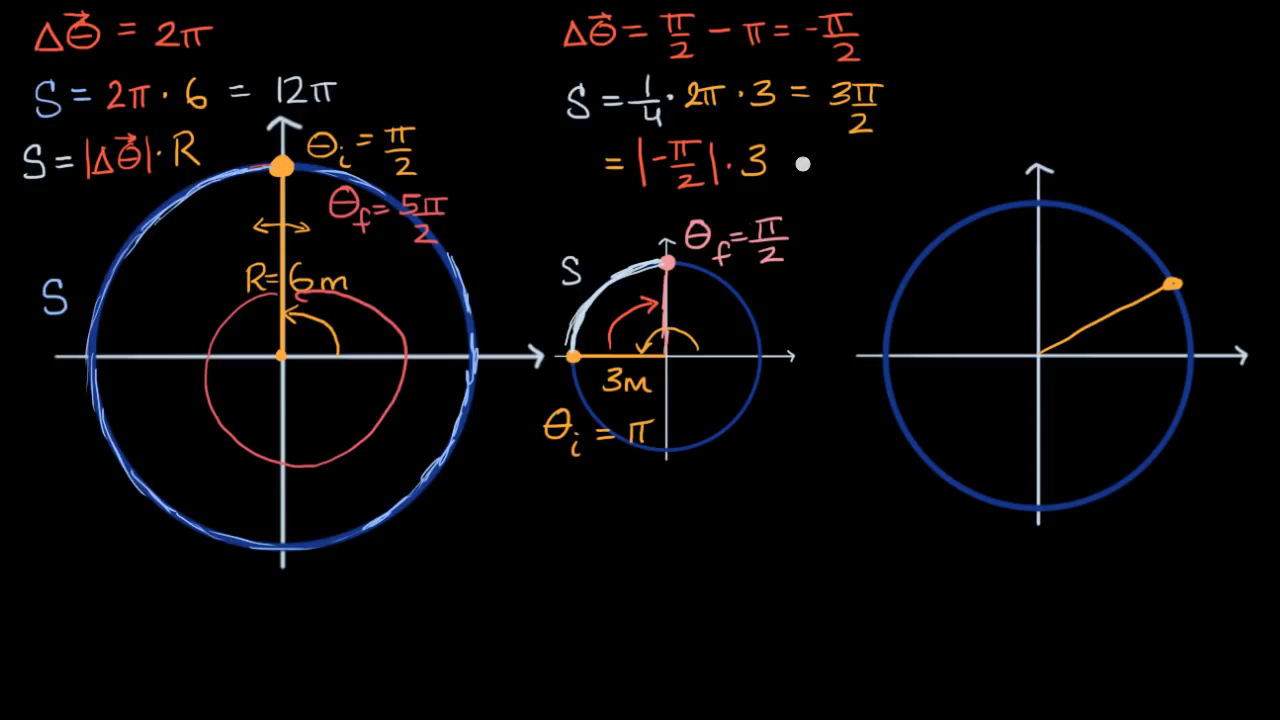 Δθ⃗ = 2π
S = 2π · 6 = 12π
S = |Δθ⃗| · R
θi = π/2
θf = 5π/2
R = 6m
S
Δθ⃗ = π/2 − π = −π/2
S = 1/4 · 2π · 3 = 3π/2
= |−π/2| · 3
θf = π/2
S
3m
θi = π